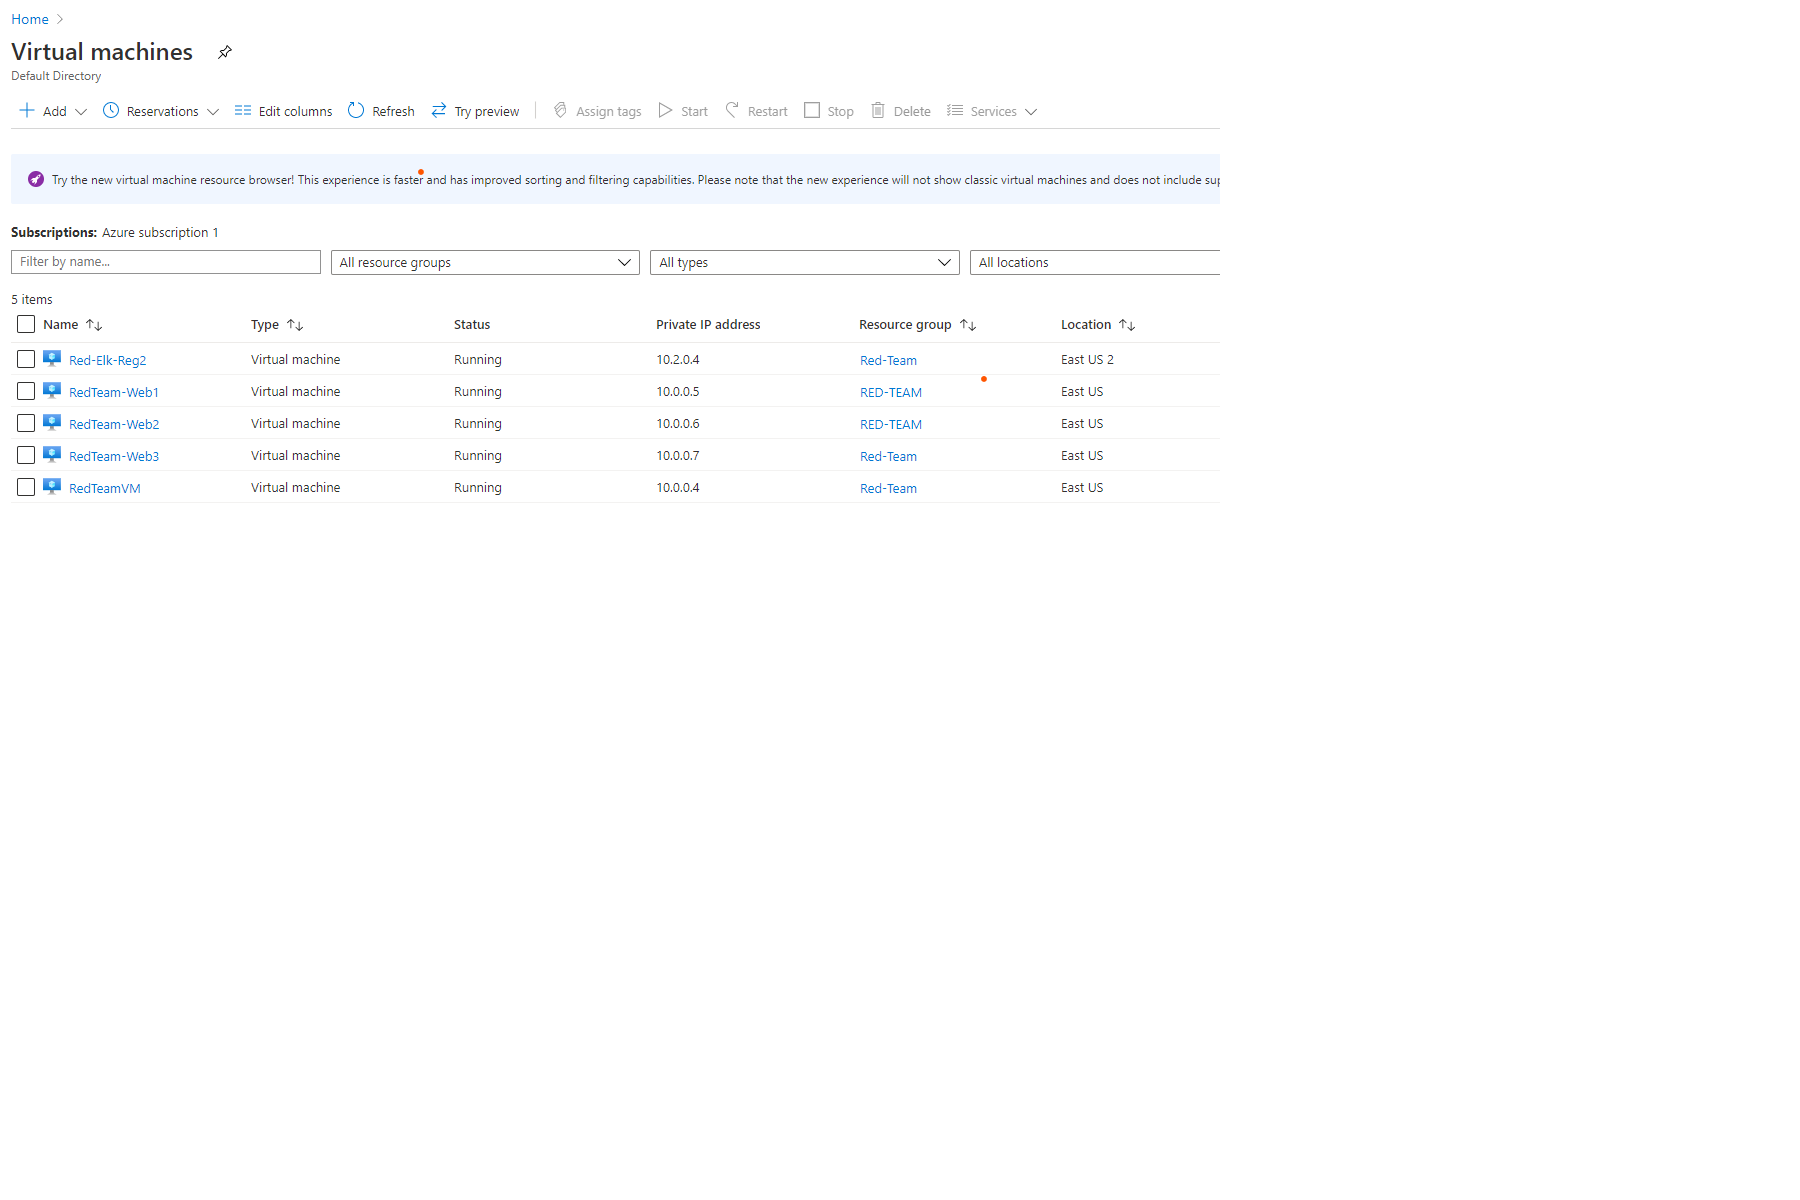 Home
Virtual machines
Default Directory
Add Reservations Edit columns Refresh Try preview Assign tags Start Restart Stop Delete Services
Try the new virtual machine resource browser! This experience is faster and has improved sorting and filtering capabilities. Please note that the new experience will not show classic virtual machines and does not include
Subscriptions: Azure subscription 1
Filter by name... All resource groups All types All locations
5 items
Name Type Status Private IP address Resource group Location
Red-Elk-Reg2 Virtual machine Running 10.2.0.4 Red-Team East US 2
RedTeam-Web1 Virtual machine Running 10.0.0.5 RED-TEAM East US
RedTeam-Web2 Virtual machine Running 10.0.0.6 RED-TEAM East US
RedTeam-Web3 Virtual machine Running 10.0.0.7 Red-Team East US
RedTeamVM Virtual machine Running 10.0.0.4 Red-Team East US